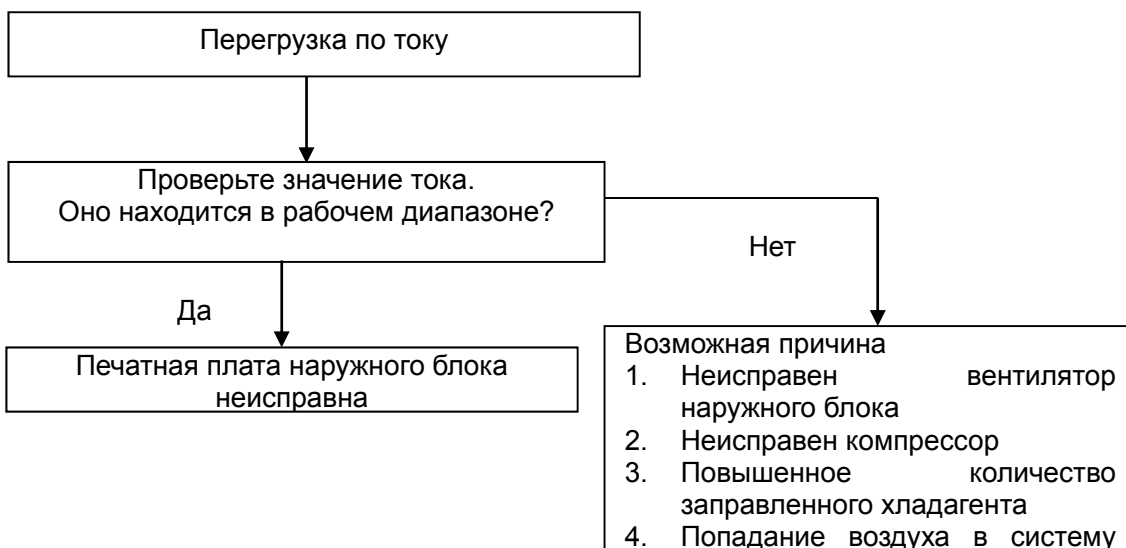 Перегрузка по току
Проверьте значение тока.
Оно находится в рабочем диапазоне?
Нет
Да
Печатная плата наружного блока
неисправна
Возможная причина
1. Неисправен вентилятор
наружного блока
2. Неисправен компрессор
3. Повышенное количество
заправленного хладагента
4. Попадание воздуха в систему